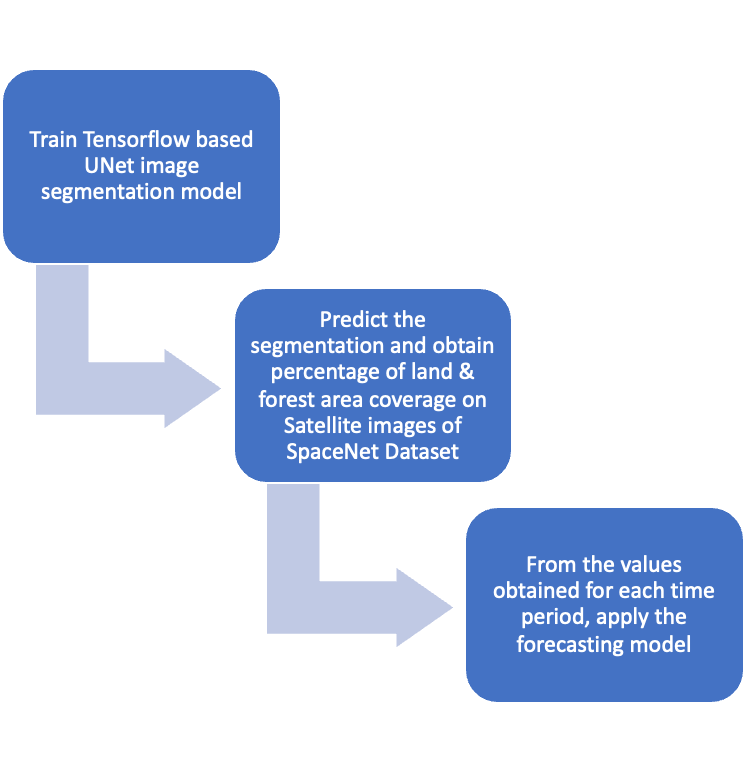 Train Tensorflow based
UNet image
segmentation model
Predict the
segmentation and obtain
percentage of land &
forest area coverage on
Satellite images of
SpaceNet Dataset
From the values
obtained for each time
period, apply the
forecasting model